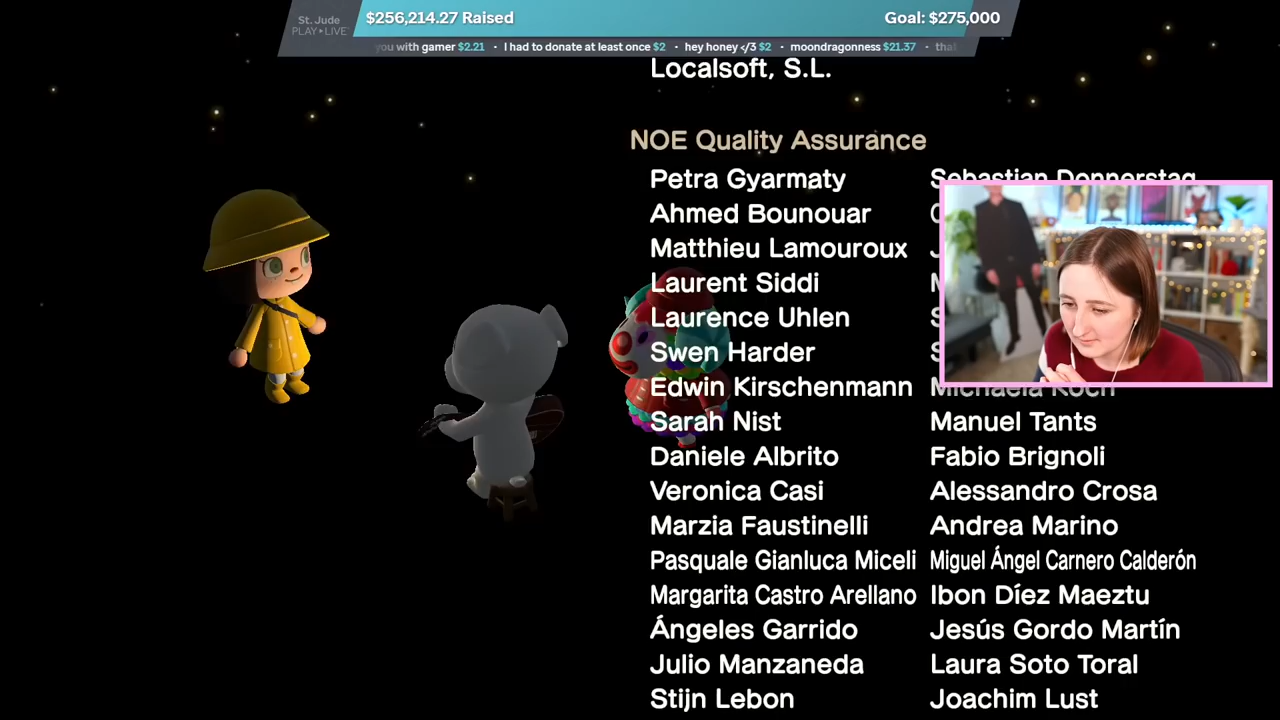 St. Jude
PLAY LIVE
$256,214.27 Raised
Goal: $275,000
you with gamer $2.21 • I had to donate at least once $2 • hey honey </3 $2 • moondragonness $21.37 •
Localsoft, S.L.
NOE Quality Assurance
Petra Gyarmaty Sebastian Donnerstag
Ahmed Bounouar
Matthieu Lamouroux
Laurent Siddi
Laurence Uhlen
Swen Harder
Edwin Kirschenmann Michaela Koch
Sarah Nist Manuel Tants
Daniele Albrito Fabio Brignoli
Veronica Casi Alessandro Crosa
Marzia Faustinelli Andrea Marino
Pasquale Gianluca Miceli Miguel Ángel Carnero Calderón
Margarita Castro Arellano Ibon Díez Maeztu
Ángeles Garrido Jesús Gordo Martín
Julio Manzaneda Laura Soto Toral
Stijn Lebon Joachim Lust